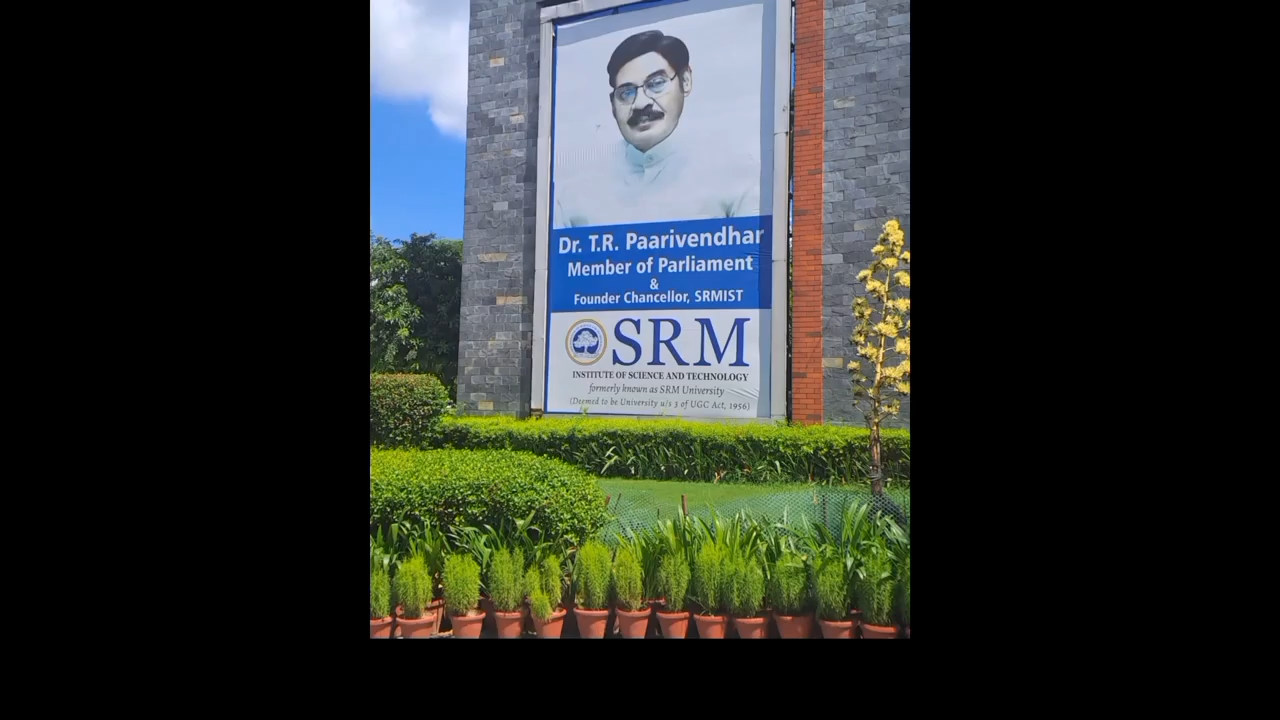 Dr. T.R. Paarivendhar
Member of Parliament
&
Founder Chancellor, SRMIST
SRM
INSTITUTE OF SCIENCE AND TECHNOLOGY
formerly known as SRM University
(Deemed to be University u/s 3 of UGC Act, 1956)